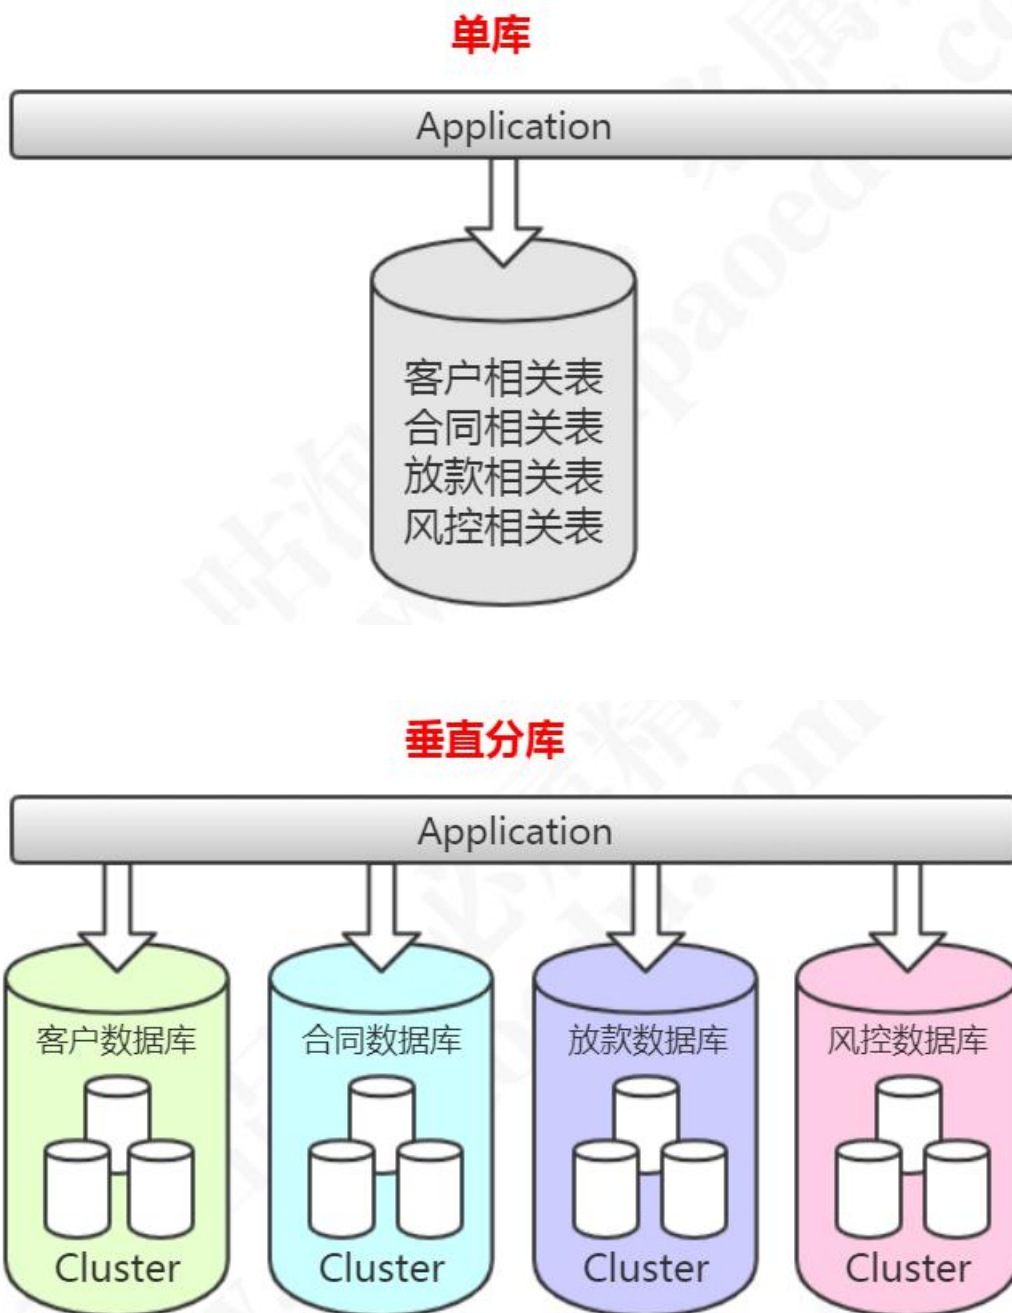 单库
Application
客户相关表
合同相关表
放款相关表
风控相关表
垂直分库
Application
客户数据库
合同数据库
放款数据库
风控数据库
Cluster
Cluster
Cluster
Cluster